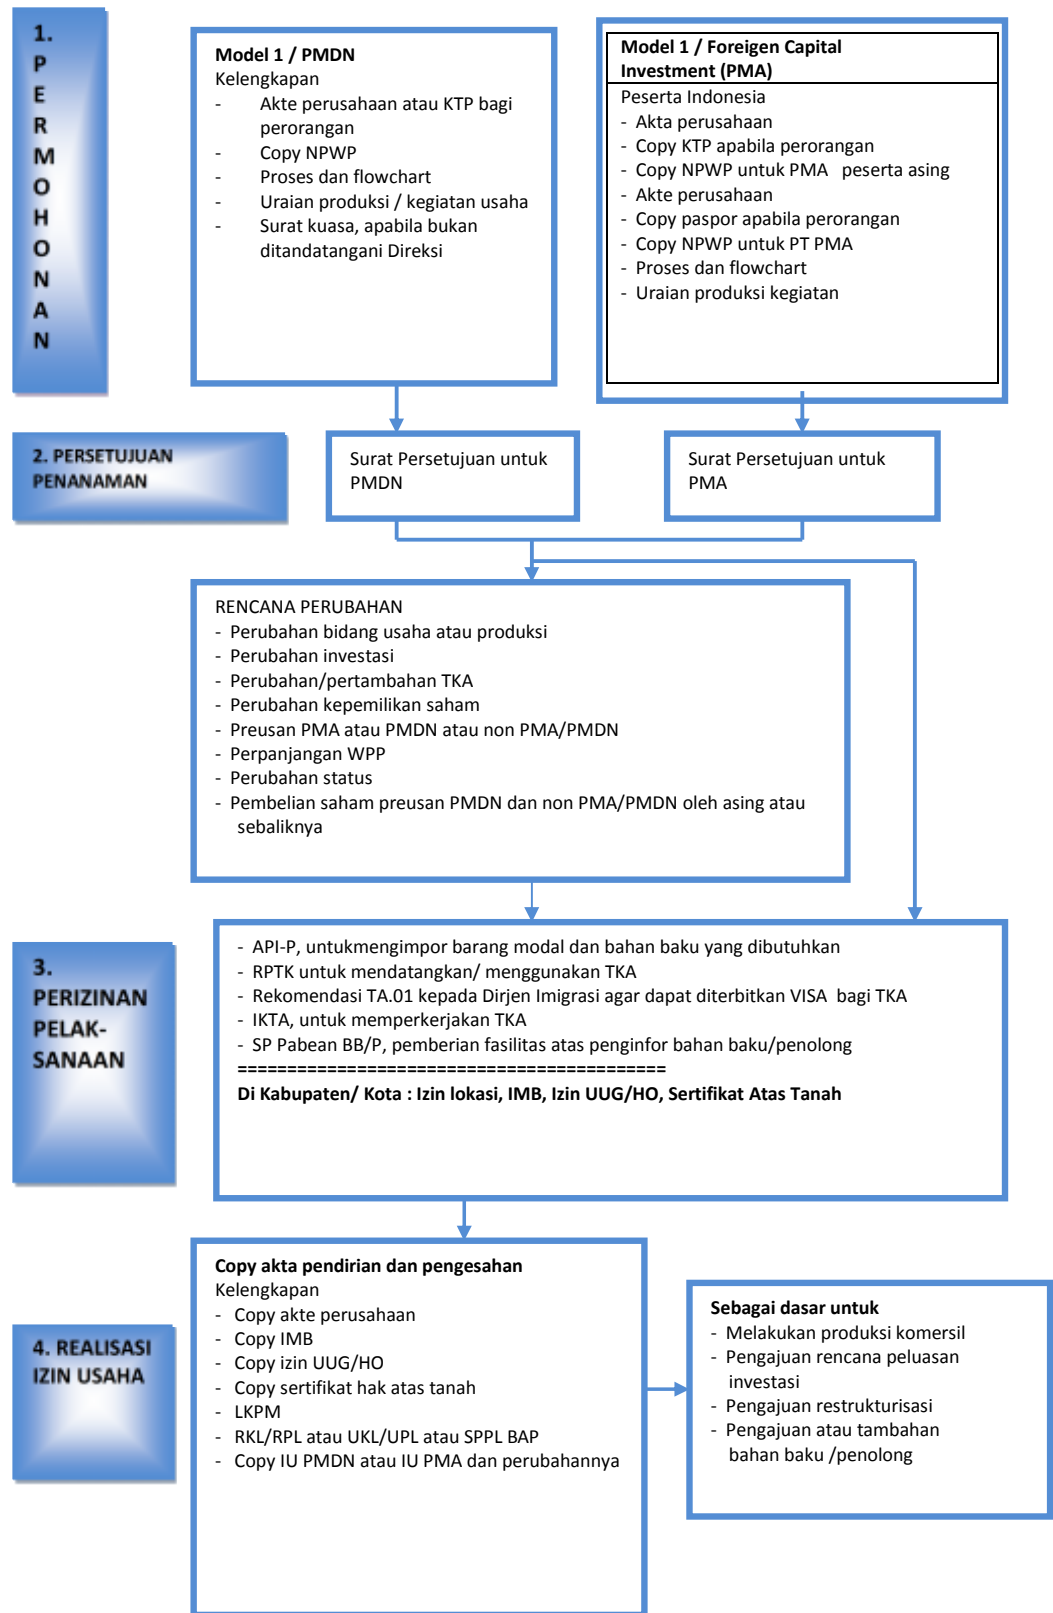 1.
P
E
R
M
O
H
O
N
A
N
Model 1 / PMDN
Kelengkapan
- Akte perusahaan atau KTP bagi
perorangan
- Copy NPWP
- Proses dan flowchart
- Uraian produksi / kegiatan usaha
- Surat kuasa, apabila bukan
ditandatangani Direksi
Model 1 / Foreigen Capital
Investment (PMA)
Peserta Indonesia
- Akta perusahaan
- Copy KTP apabila perorangan
- Copy NPWP untuk PMA peserta asing
- Akte perusahaan
- Copy paspor apabila perorangan
- Copy NPWP untuk PT PMA
- Proses dan flowchart
- Uraian produksi kegiatan
2. PERSETUJUAN
PENANAMAN
Surat Persetujuan untuk
PMDN
Surat Persetujuan untuk
PMA
RENCANA PERUBAHAN
- Perubahan bidang usaha atau produksi
- Perubahan investasi
- Perubahan/pertambahan TKA
- Perubahan kepemilikan saham
- Preusan PMA atau PMDN atau non PMA/PMDN
- Perpanjangan WPP
- Perubahan status
- Pembelian saham preusan PMDN dan non PMA/PMDN oleh asing atau
sebaliknya
3.
PERIZINAN
PELAK-
SANAAN
- API-P, untukmengimpor barang modal dan bahan baku yang dibutuhkan
- RPTK untuk mendatangkan/ menggunakan TKA
- Rekomendasi TA.01 kepada Dirjen Imigrasi agar dapat diterbitkan VISA bagi TKA
- IKTA, untuk memperkerjakan TKA
- SP Pabean BB/P, pemberian fasilitas atas penginfor bahan baku/penolong
===========================================
Di Kabupaten/ Kota : Izin lokasi, IMB, Izin UUG/HO, Sertifikat Atas Tanah
4. REALISASI
IZIN USAHA
Copy akta pendirian dan pengesahan
Kelengkapan
- Copy akte perusahaan
- Copy IMB
- Copy izin UUG/HO
- Copy sertifikat hak atas tanah
- LKPM
- RKL/RPL atau UKL/UPL atau SPPL BAP
- Copy IU PMDN atau IU PMA dan perubahannya
Sebagai dasar untuk
- Melakukan produksi komersil
- Pengajuan rencana peluasan
investasi
- Pengajuan restrukturisasi
- Pengajuan atau tambahan
bahan baku /penolong